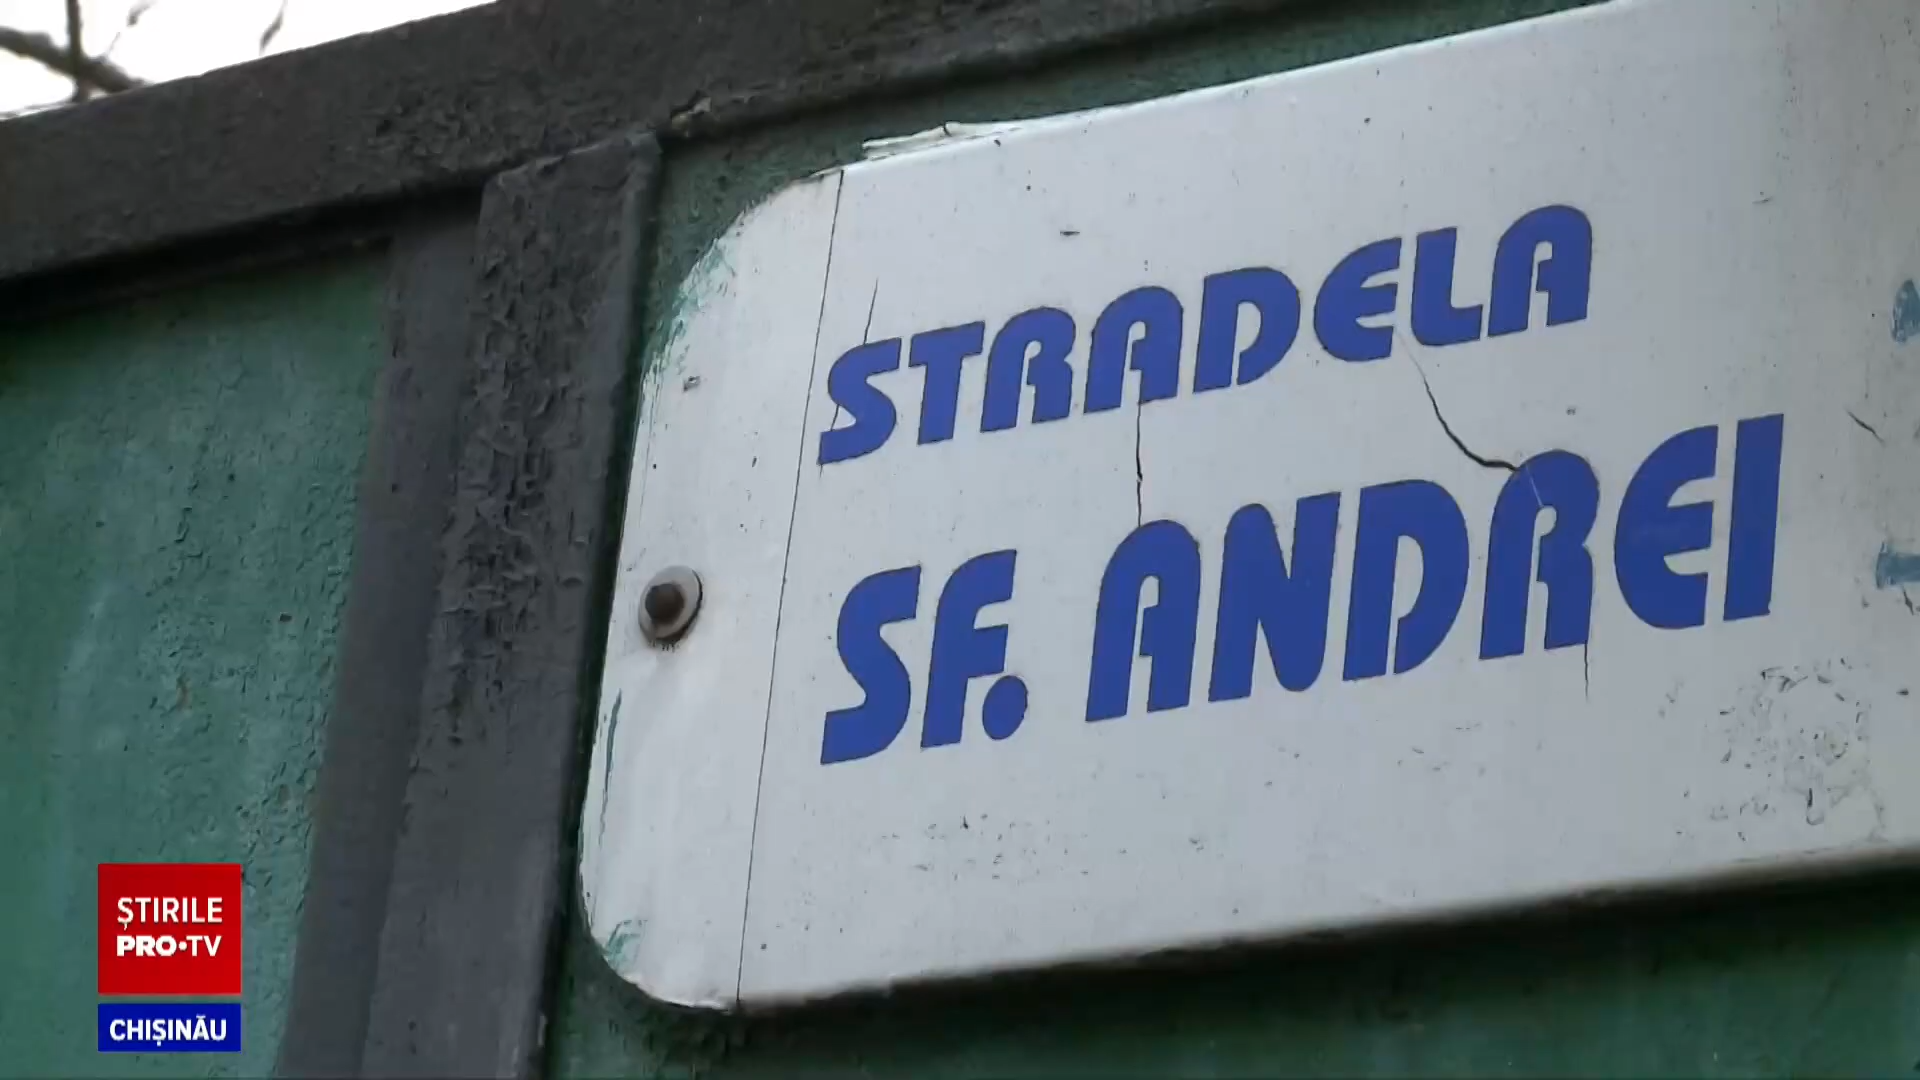 STRADELA
SF. ANDREI
ȘTIRILE
PRO•TV
CHIȘINĂU